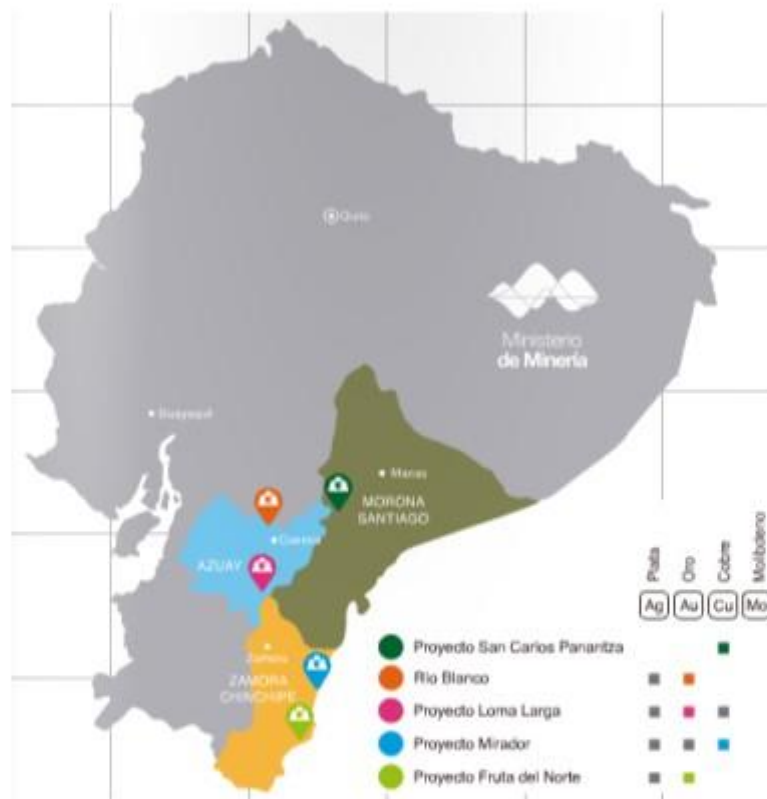 Quito
Ministerio
de Minería
Guayaquil
Macas
MORONA
SANTIAGO
Cuenca
AZUAY
Zamora
ZAMORA
CHINCHIPE
Plata
Oro
Cobre
Molibdeno
Ag Au Cu Mo
Proyecto San Carlos Panantza
Río Blanco
Proyecto Loma Larga
Proyecto Mirador
Proyecto Fruta del Norte